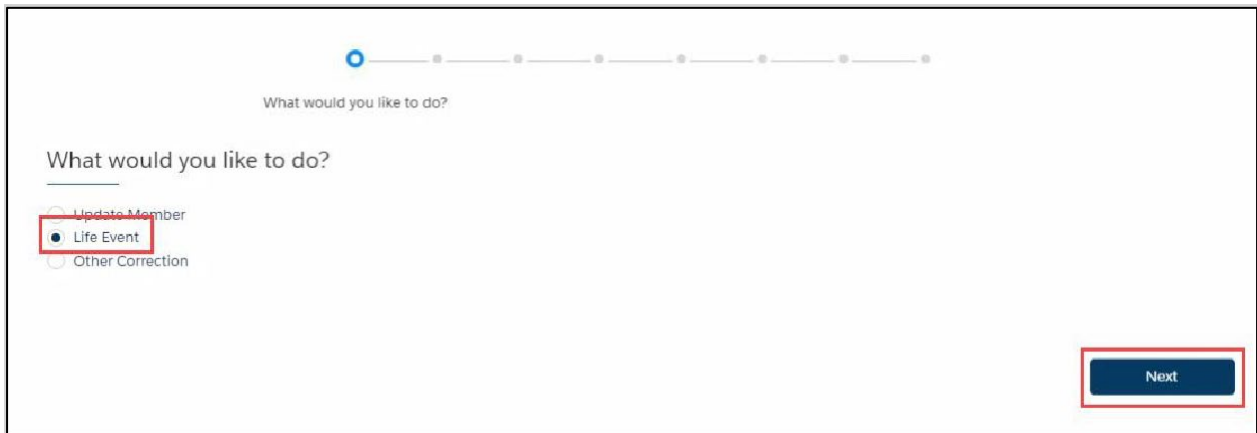 What would you like to do?
What would you like to do?
Update Member
Life Event
Other Correction
Next